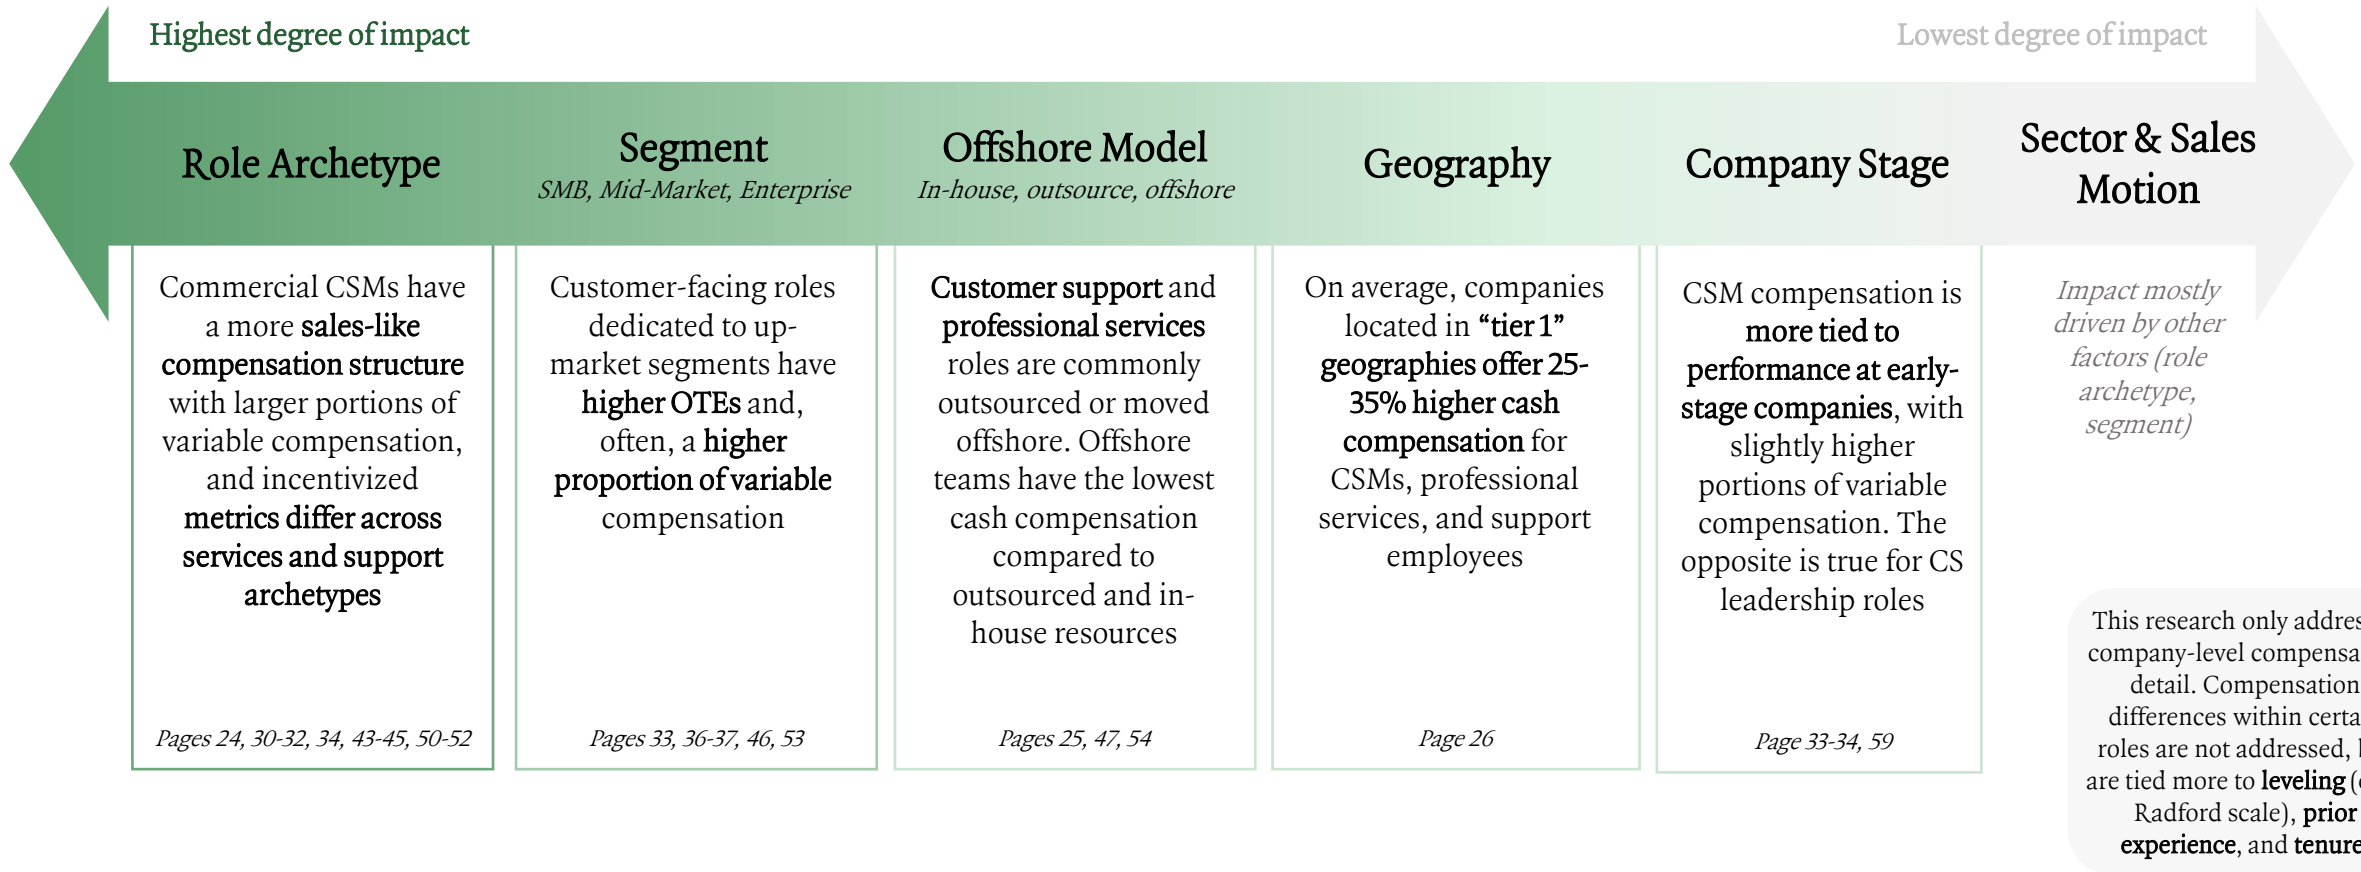 Highest degree of impact
Lowest degree of impact
Role Archetype
Segment
SMB, Mid-Market, Enterprise
Offshore Model
In-house, outsource, offshore
Geography
Company Stage
Sector & Sales
Motion
Commercial CSMs have
a more sales-like
compensation structure
with larger portions of
variable compensation,
and incentivized
metrics differ across
services and support
archetypes
Pages 24, 30-32, 34, 43-45, 50-52
Customer-facing roles
dedicated to up-
market segments have
higher OTEs and,
often, a higher
proportion of variable
compensation
Pages 33, 36-37, 46, 53
Customer support and
professional services
roles are commonly
outsourced or moved
offshore. Offshore
teams have the lowest
cash compensation
compared to
outsourced and in-
house resources
Pages 25, 47, 54
On average, companies
located in “tier 1”
geographies offer 25-
35% higher cash
compensation for
CSMs, professional
services, and support
employees
Page 26
CSM compensation is
more tied to
performance at early-
stage companies, with
slightly higher
portions of variable
compensation. The
opposite is true for CS
leadership roles
Page 33-34, 59
Impact mostly
driven by other
factors (role
archetype,
segment)
This research only
company-level
detail. Compensation
differences within
roles are not addressed,
are tied more to leveling
Radford scale), prior
experience, and tenure